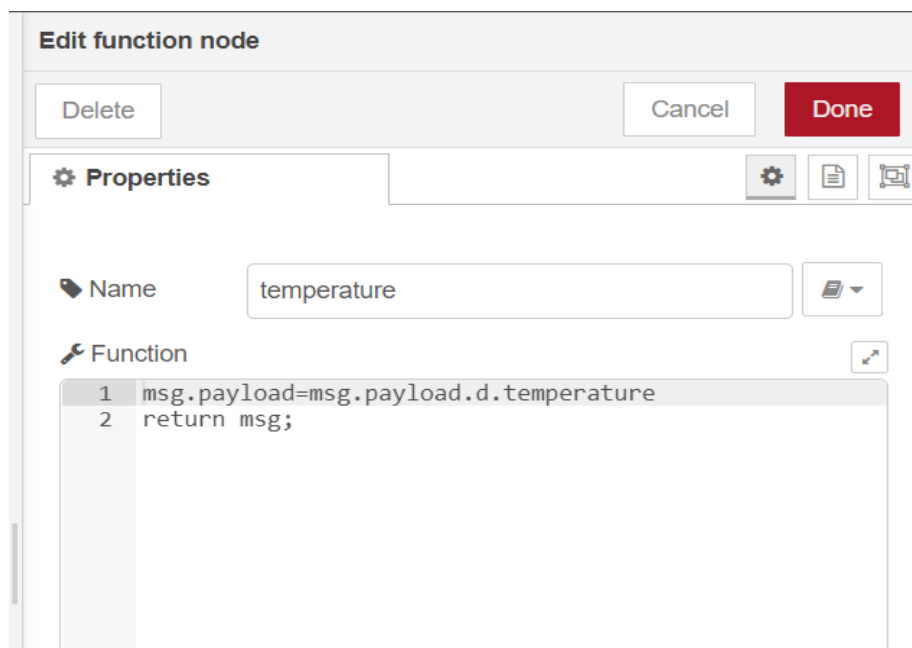 Edit function node
Delete Cancel Done
Properties
Name temperature
Function
1 msg.payload=msg.payload.d.temperature
2 return msg;